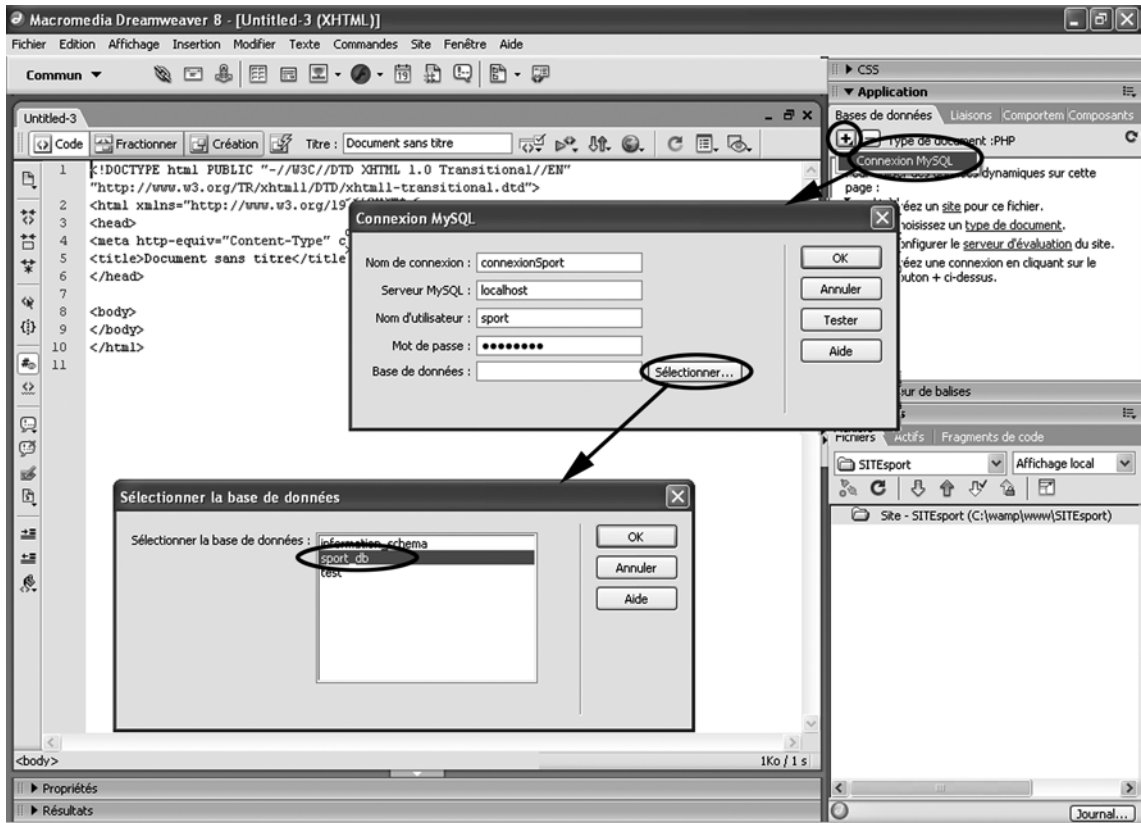 Macromedia Dreamweaver 8 - [Untitled-3 (XHTML)]
Fichier Edition Affichage Insertion Modifier Texte Commandes Site Fenêtre Aide
Commun
CSS
Application
Bases de données Liaisons Comportem Composants
Type de document :PHP
Connexion MySQL
dynamiques sur cette
page :
éez un site pour ce fichier.
hoisissez un type de document.
onfigurer le serveur d'évaluation du site.
éez une connexion en cliquant sur le
outon + ci-dessus.
Untitled-3
Code Fractionner Création Titre : Document sans titre
1 <!DOCTYPE html PUBLIC "-//W3C//DTD XHTML 1.0 Transitional//EN"
"http://www.w3.org/TR/xhtml1/DTD/xhtml1-transitional.dtd">
2 <html xmlns="http://www.w3.org/19
3 <head>
4 <meta http-equiv="Content-Type" c
5 <title>Document sans titre</title
6 </head>
7
8 <body>
9 </body>
10 </html>
11
Connexion MySQL
Nom de connexion : connexionSport
Serveur MySQL : localhost
Nom d'utilisateur : sport
Mot de passe : ●●●●●●●●
Base de données : Sélectionner...
OK
Annuler
Tester
Aide
Sélectionner la base de données
Sélectionner la base de données :
information_schema
sport_db
test
OK
Annuler
Aide
ur de balises
Fichiers Actifs Fragments de code
SITEsport Affichage local
Site - SITEsport (C:\wamp\www\SITEsport)
<body> 1Ko / 1 s
Propriétés
Résultats
Journal...